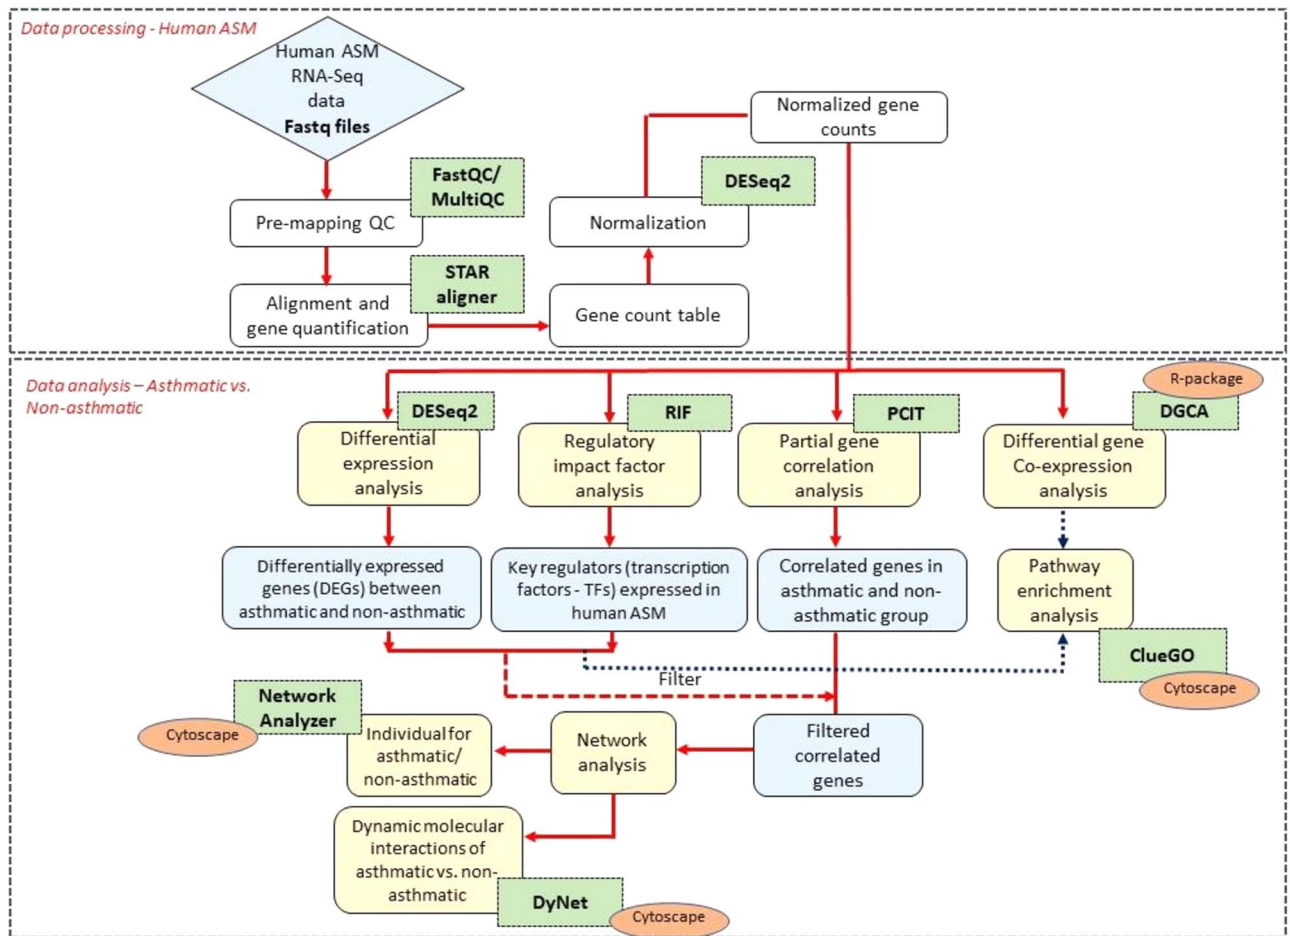 Data processing - Human ASM
Human ASM
RNA-Seq
data
Fastq files
FastQC/
MultiQC
Pre-mapping QC
STAR
aligner
Alignment and
gene quantification
Gene count table
Normalization
DESeq2
Normalized gene
counts
Data analysis – Asthmatic vs.
Non-asthmatic
DESeq2
Differential
expression
analysis
RIF
Regulatory
impact factor
analysis
PCIT
Partial gene
correlation
analysis
R-package
DGCA
Differential gene
Co-expression
analysis
Differentially expressed
genes (DEGs) between
asthmatic and non-asthmatic
Key regulators (transcription
factors - TFs) expressed in
human ASM
Correlated genes in
asthmatic and non-
asthmatic group
Pathway
enrichment
analysis
ClueGO
Cytoscape
Filter
Network
Analyzer
Cytoscape
Individual for
asthmatic/
non-asthmatic
Network
analysis
Filtered
correlated
genes
Dynamic molecular
interactions of
asthmatic vs. non-
asthmatic
DyNet
Cytoscape